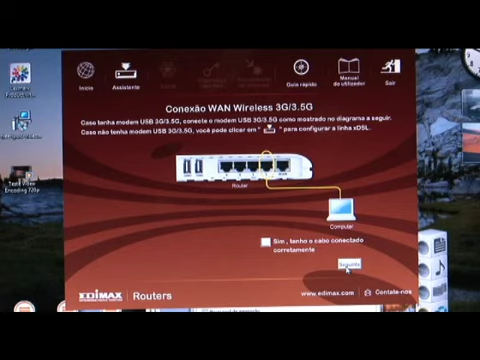 Início
Assistente
Guia rápido
Manual
do utilizador
Sair
Conexão WAN Wireless 3G/3.5G
Caso tenha modem USB 3G/3.5G, conecte o modem USB 3G/3.5G como mostrado no diagrama a seguir.
Caso não tenha modem USB 3G/3.5G, você pode clicar em " " para configurar a linha xDSL.
Router
Computer
Sim, tenho o cabo conectado
corretamente
Seguinte
EDIMAX
Routers
www.edimax.com
Contate-nos
Encoding 720p